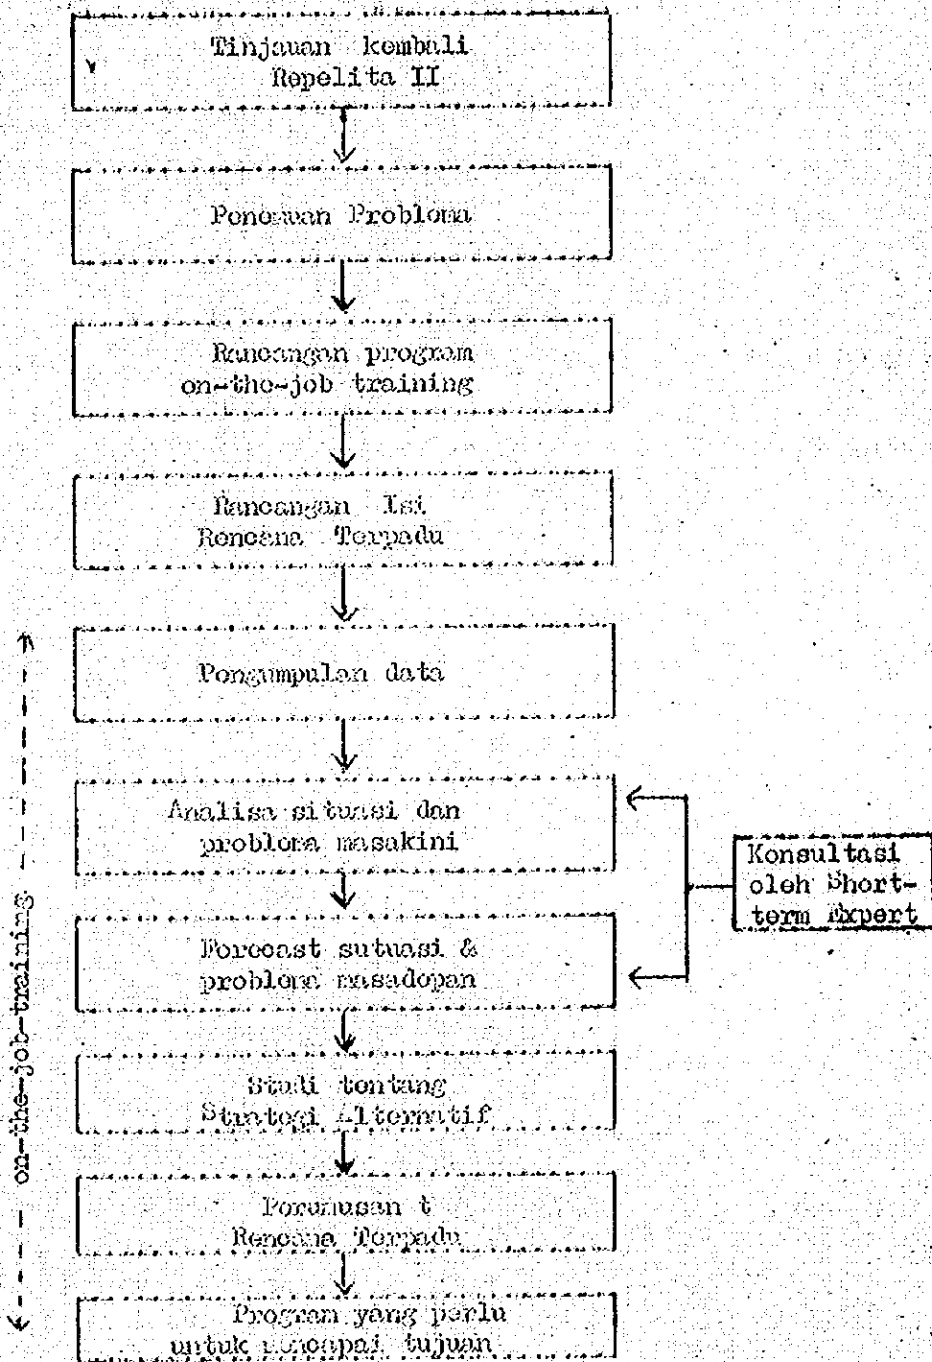 Tinjauan kembali
Repelita II
Penemuan Problema
Rancangan program
on-the-job training
Rancangan Isi
Rencana Terpadu
Pengumpulan data
Analisa situasi dan
problema masakini
Konsultasi
oleh Short-
term Expert
Forecast sutuasi &
problema masadepan
Studi tentang
Strategi Alternatif
Perumusan t
Rencana Terpadu
Program yang perlu
untuk mencapai tujuan
on-the-job-training